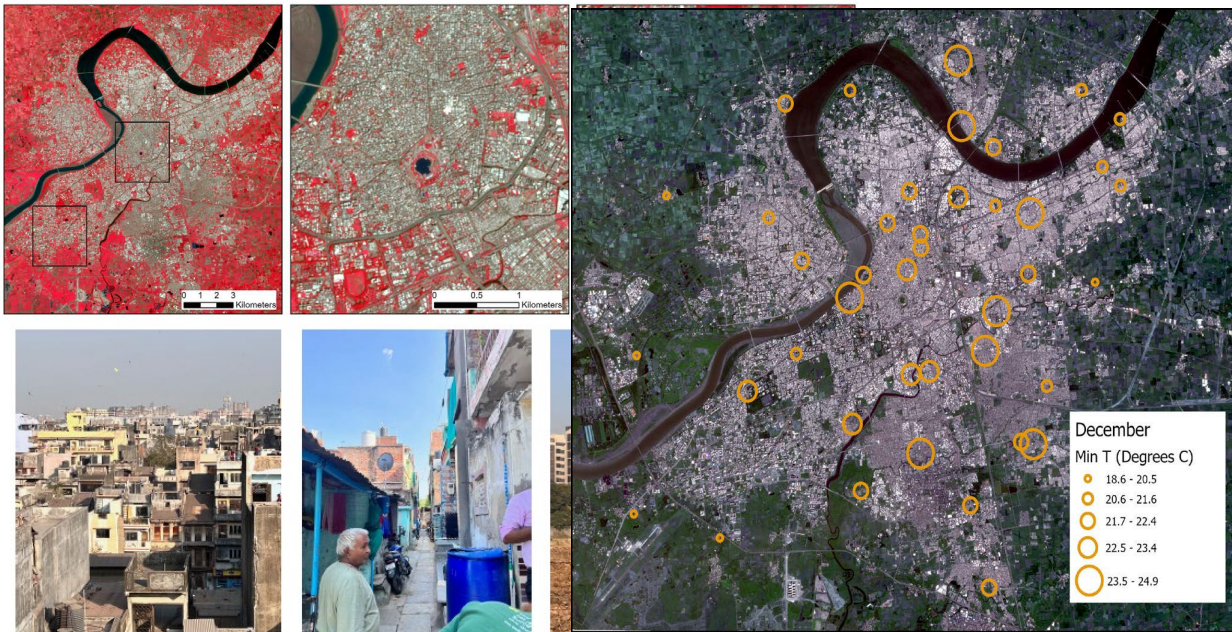 0 1 2 3
Kilometers
0 0.5 1
Kilometers
December
Min T (Degrees C)
18.6 - 20.5
20.6 - 21.6
21.7 - 22.4
22.5 - 23.4
23.5 - 24.9